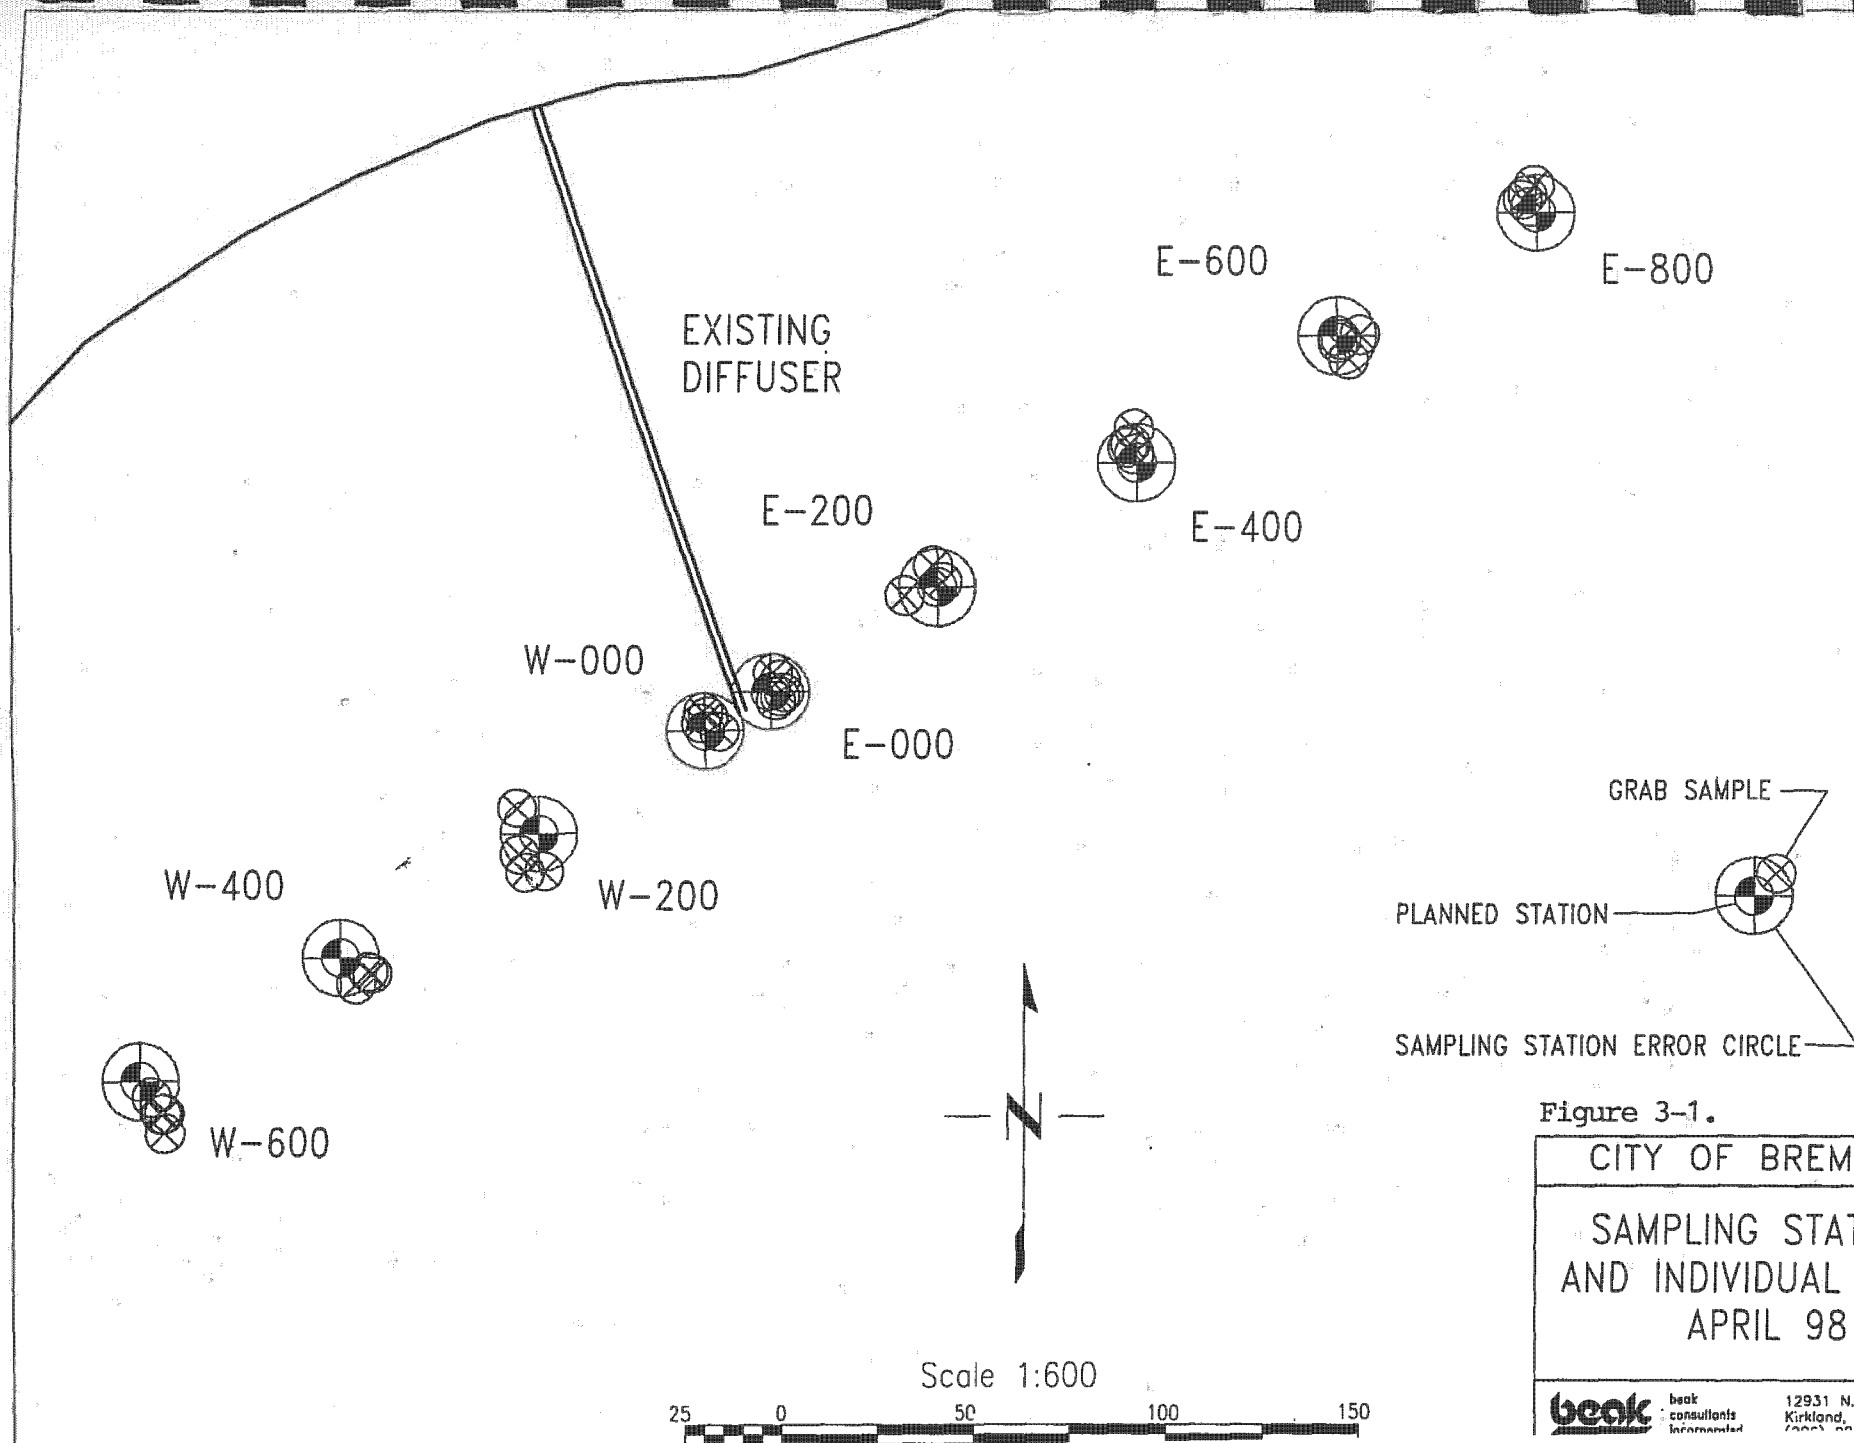 E-800
E-600
EXISTING
DIFFUSER
E-200
E-400
W-000
E-000
GRAB SAMPLE
W-400
W-200
PLANNED STATION
SAMPLING STATION ERROR CIRCLE
Figure 3-1.
W-600
N
CITY OF BREM
SAMPLING STAT
AND INDIVIDUAL
APRIL 98
Scale 1:600
25 0 50 100 150
beak
beak
consultants
incorporated
12931 N.
Kirkland,